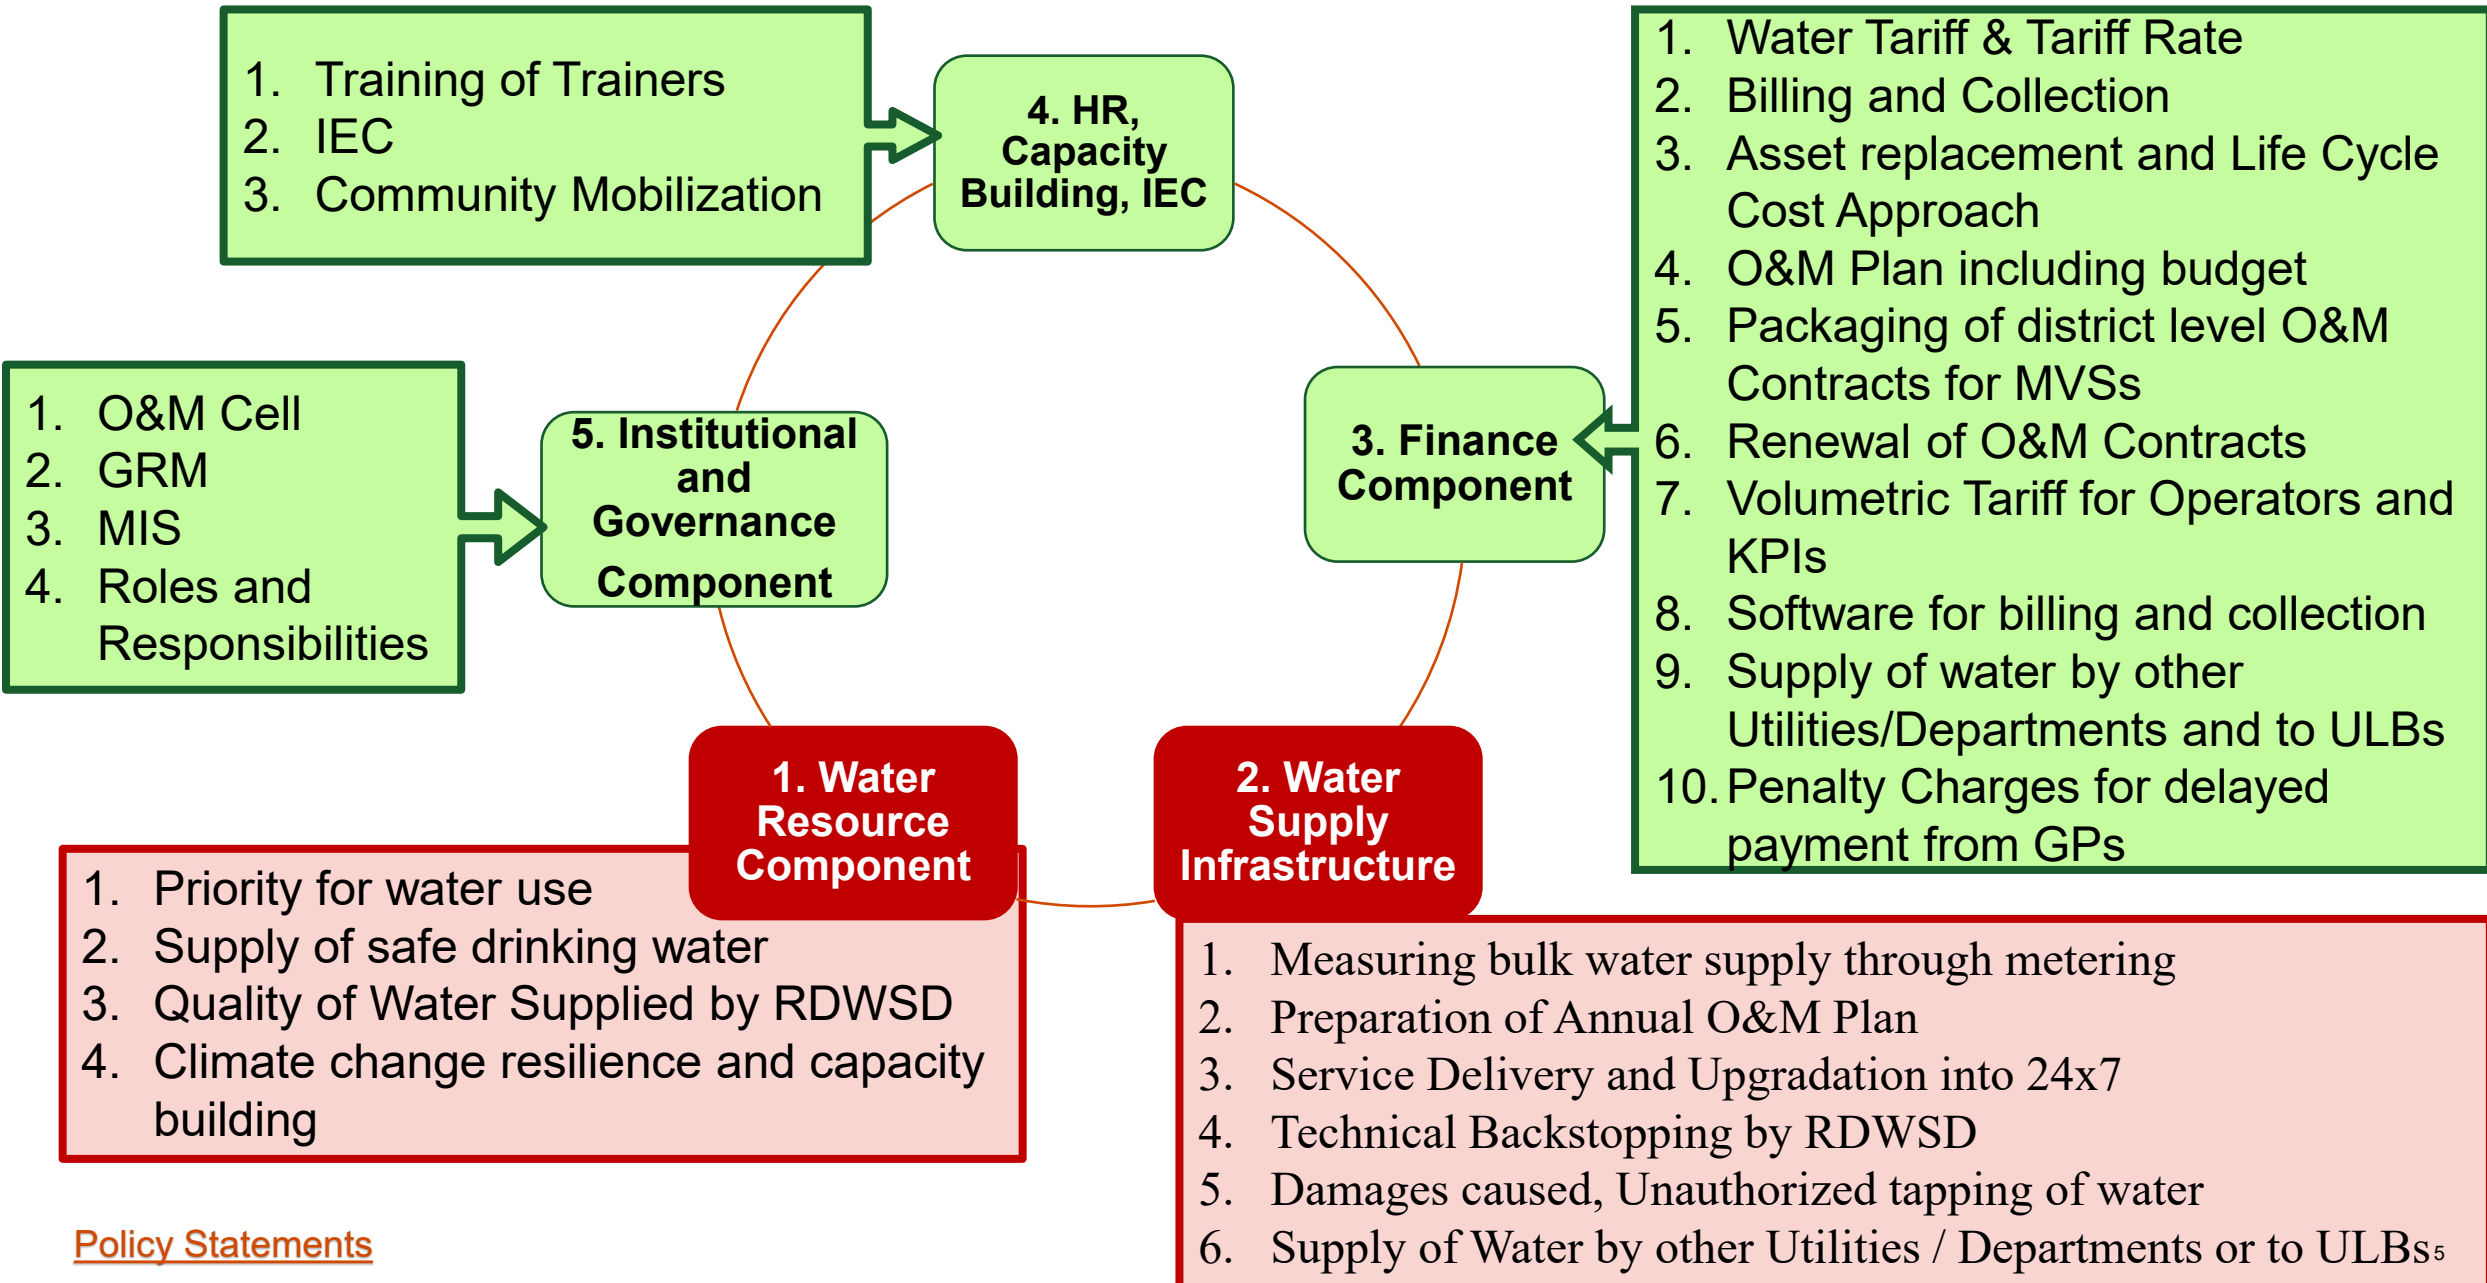 1. Training of Trainers
2. IEC
3. Community Mobilization
4. HR,
Capacity
Building, IEC
1. Water Tariff & Tariff Rate
2. Billing and Collection
3. Asset replacement and Life Cycle
Cost Approach
4. O&M Plan including budget
5. Packaging of district level O&M
Contracts for MVSs
6. Renewal of O&M Contracts
7. Volumetric Tariff for Operators and
KPIs
8. Software for billing and collection
9. Supply of water by other
Utilities/Departments and to ULBs
10. Penalty Charges for delayed
payment from GPs
3. Finance
Component
1. O&M Cell
2. GRM
3. MIS
4. Roles and
Responsibilities
5. Institutional
and
Governance
Component
1. Water
Resource
Component
2. Water
Supply
Infrastructure
1. Priority for water use
2. Supply of safe drinking water
3. Quality of Water Supplied by RDWSD
4. Climate change resilience and capacity
building
1. Measuring bulk water supply through metering
2. Preparation of Annual O&M Plan
3. Service Delivery and Upgradation into 24x7
4. Technical Backstopping by RDWSD
5. Damages caused, Unauthorized tapping of water
6. Supply of Water by other Utilities / Departments or to ULBs
5
Policy Statements